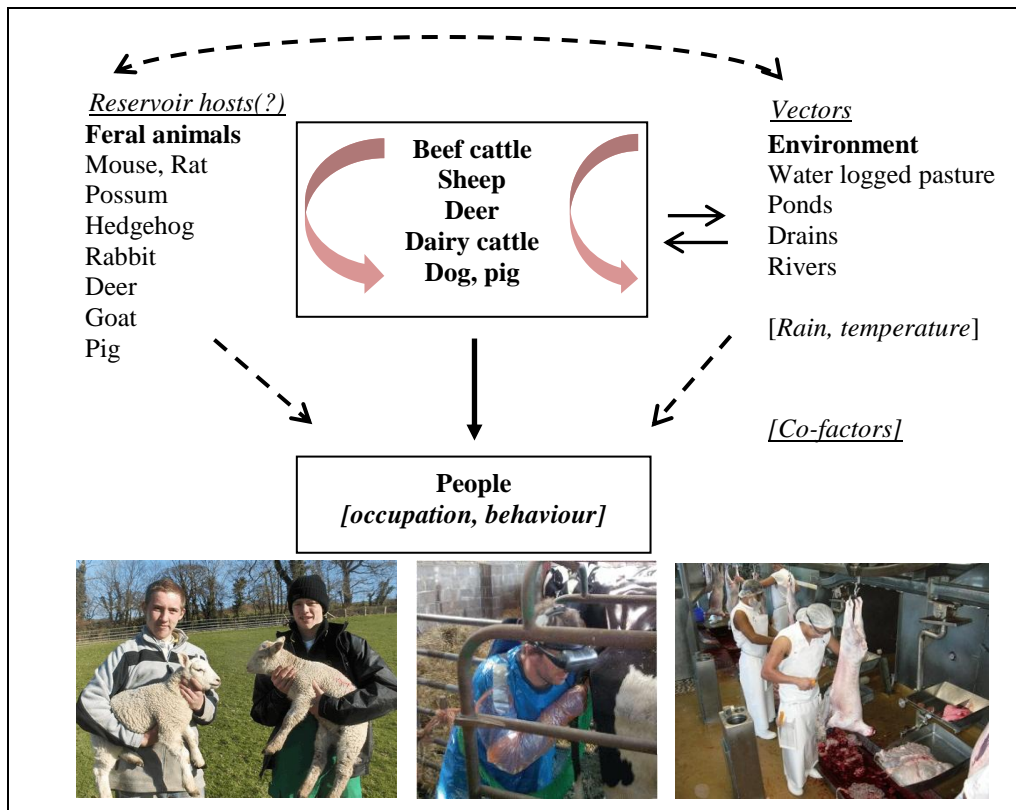 Reservoir hosts(?)
Feral animals
Mouse, Rat
Possum
Hedgehog
Rabbit
Deer
Goat
Pig
Beef cattle
Sheep
Deer
Dairy cattle
Dog, pig
Vectors
Environment
Water logged pasture
Ponds
Drains
Rivers
[Rain, temperature]
[Co-factors]
People
[occupation, behaviour]